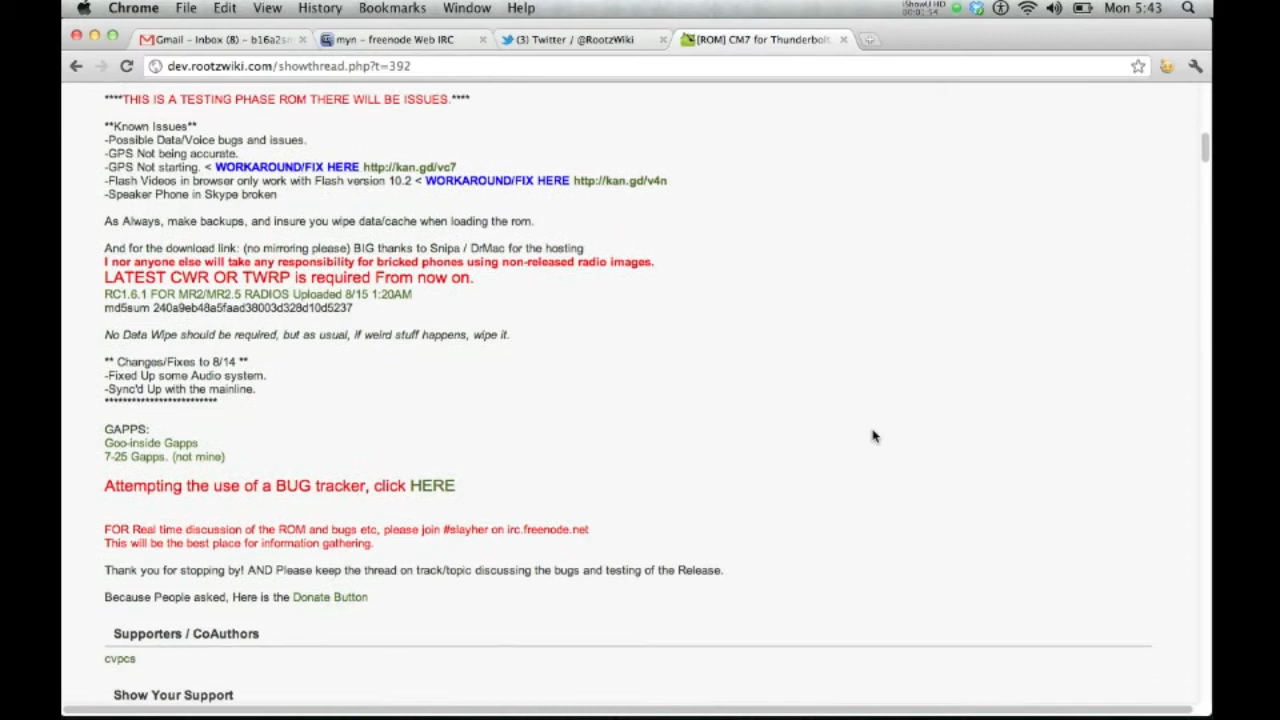 Chrome File Edit View History Bookmarks Window Help iShowU HD 00:01:54 Mon 5:43
Gmail – Inbox (8) – b16a2sm × myn – freenode Web IRC × (3) Twitter / @RootzWiki × [ROM] CM7 for Thunderbolt. ×
dev.rootzwiki.com/showthread.php?t=392
****THIS IS A TESTING PHASE ROM THERE WILL BE ISSUES.****
**Known Issues**
-Possible Data/Voice bugs and issues.
-GPS Not being accurate.
-GPS Not starting. < WORKAROUND/FIX HERE http://kan.gd/vc7
-Flash Videos in browser only work with Flash version 10.2 < WORKAROUND/FIX HERE http://kan.gd/v4n
-Speaker Phone in Skype broken
As Always, make backups, and insure you wipe data/cache when loading the rom.
And for the download link: (no mirroring please) BIG thanks to Snipa / DrMac for the hosting
I nor anyone else will take any responsibility for bricked phones using non-released radio images.
LATEST CWR OR TWRP is required From now on.
RC1.6.1 FOR MR2/MR2.5 RADIOS Uploaded 8/15 1:20AM
md5sum 240a9eb48a5faad38003d328d10d5237
No Data Wipe should be required, but as usual, if weird stuff happens, wipe it.
** Changes/Fixes to 8/14 **
-Fixed Up some Audio system.
-Sync'd Up with the mainline.
*************************
GAPPS:
Goo-inside Gapps
7-25 Gapps. (not mine)
Attempting the use of a BUG tracker, click HERE
FOR Real time discussion of the ROM and bugs etc, please join #slayher on irc.freenode.net
This will be the best place for information gathering.
Thank you for stopping by! AND Please keep the thread on track/topic discussing the bugs and testing of the Release.
Because People asked, Here is the Donate Button
Supporters / CoAuthors
cvpcs
Show Your Support